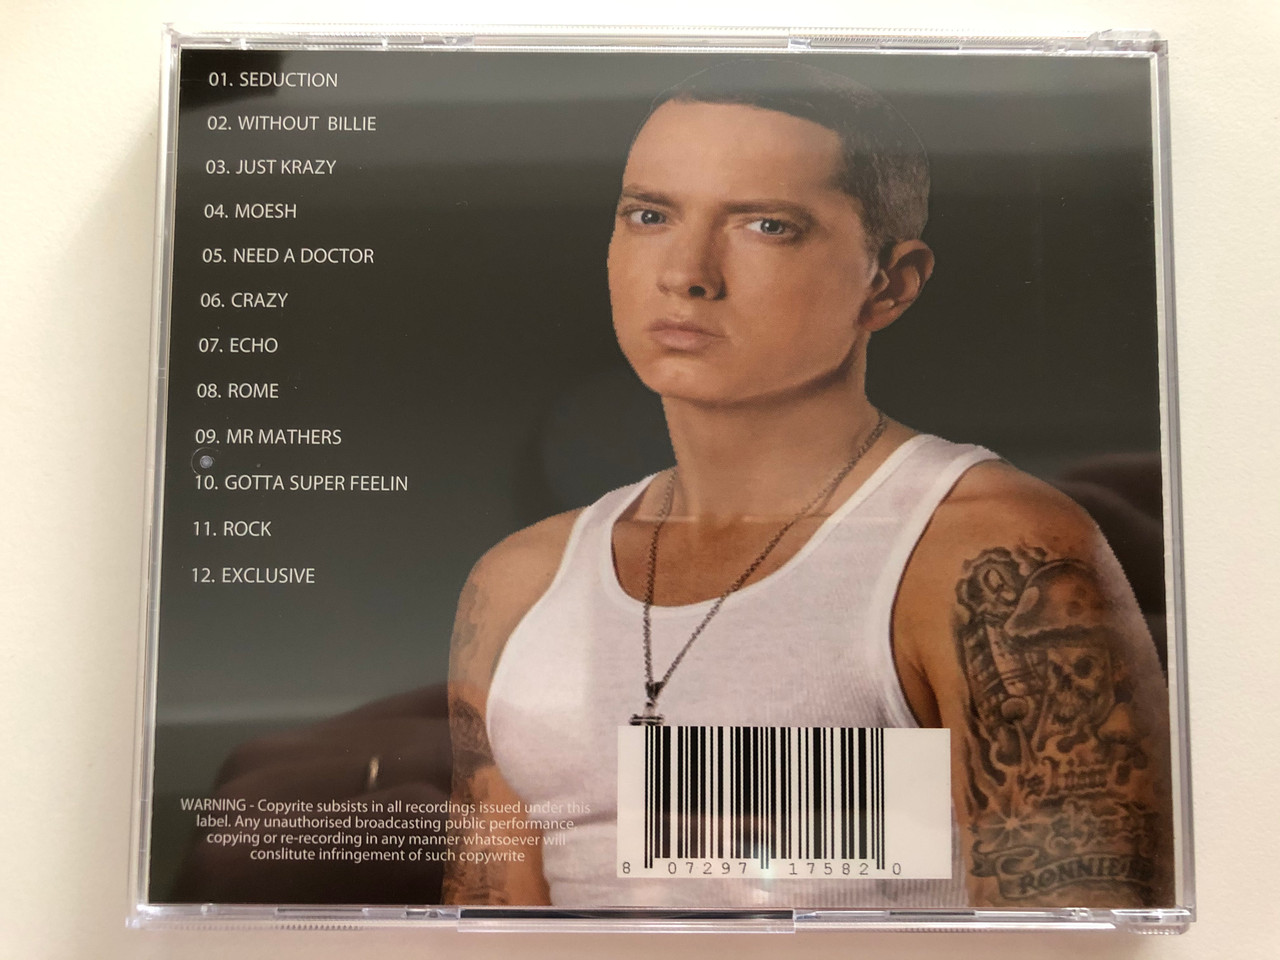 01. SEDUCTION
02. WITHOUT BILLIE
03. JUST KRAZY
04. MOESH
05. NEED A DOCTOR
06. CRAZY
07. ECHO
08. ROME
09. MR MATHERS
10. GOTTA SUPER FEELIN
11. ROCK
12. EXCLUSIVE
WARNING - Copyrite subsists in all recordings issued under this
label. Any unauthorised broadcasting public performance,
copying or re-recording in any manner whatsoever will
conslitute infringement of such copywrite
8 07297 17582 0
RONNIE